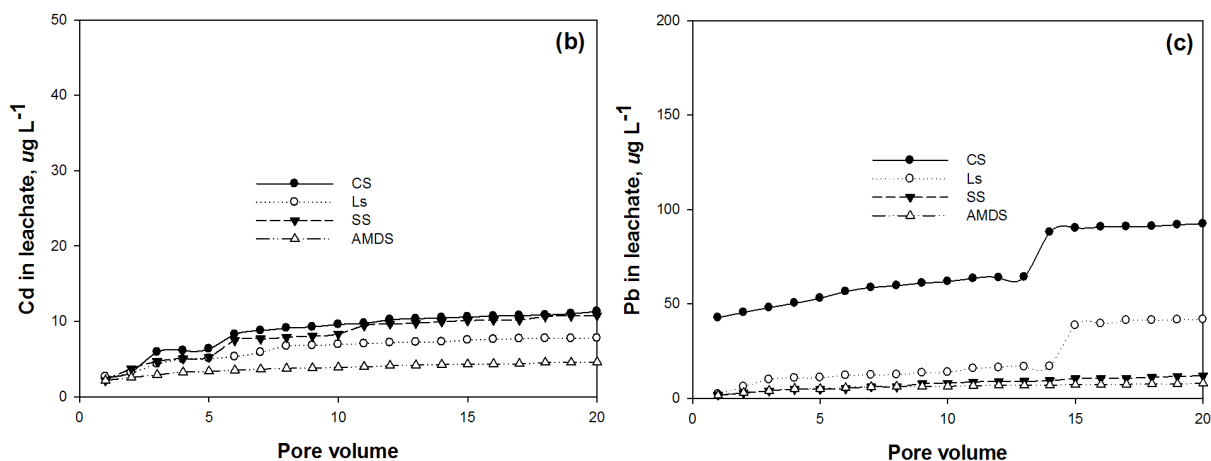 (b)
Cd in leachate, ug L-1
50
40
30
20
10
0
CS
Ls
SS
AMDS
0 5 10 15 20
Pore volume
(c)
Pb in leachate, ug L-1
200
150
100
50
0
CS
Ls
SS
AMDS
0 5 10 15 20
Pore volume